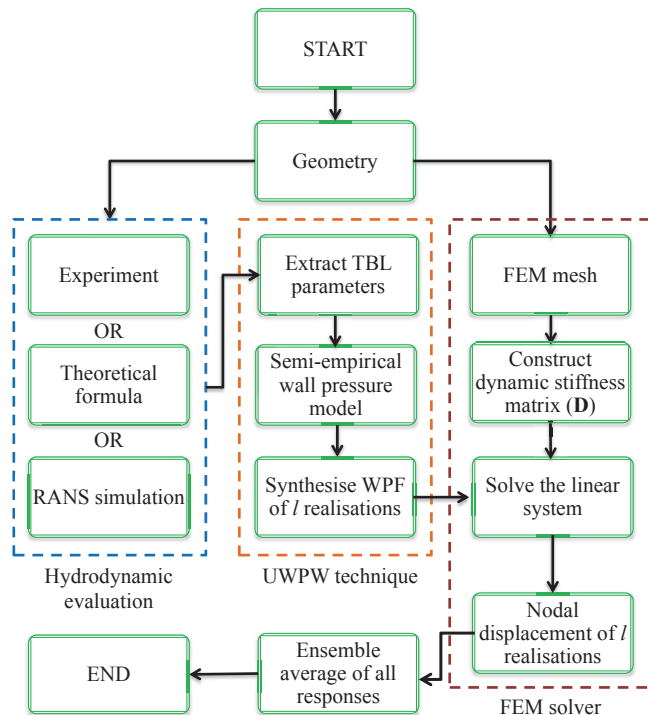 START
Geometry
Experiment
OR
Theoretical
formula
OR
RANS simulation
Hydrodynamic
evaluation
Extract TBL
parameters
Semi-empirical
wall pressure
model
Synthesise WPF
of l realisations
UWPW technique
FEM mesh
Construct
dynamic stiffness
matrix (D)
Solve the linear
system
Nodal
displacement of l
realisations
FEM solver
Ensemble
average of all
responses
END